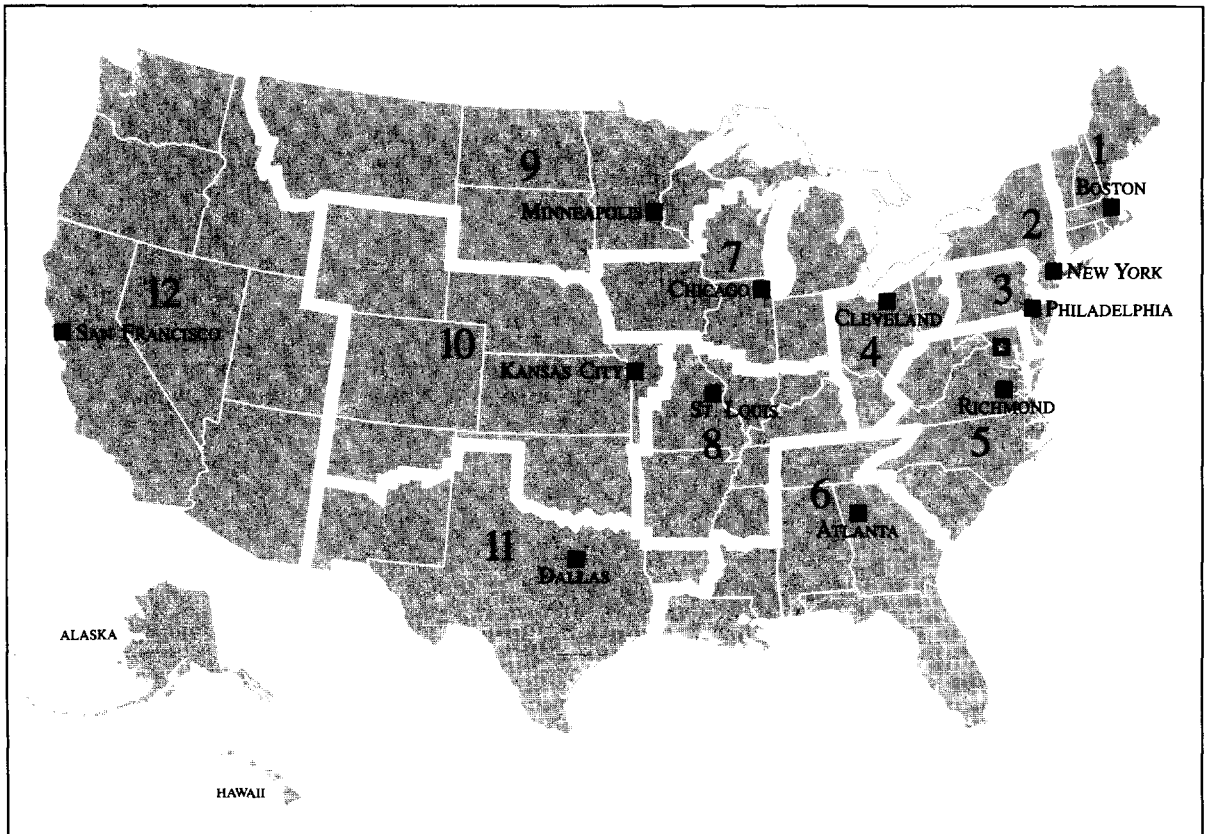 9
1
BOSTON
MINNEAPOLIS
2
7
NEW YORK
CHICAGO
12
3
CLEVELAND
PHILADELPHIA
SAN FRANCISCO
10
4
KANSAS CITY
ST. LOUIS
RICHMOND
8
5
6
ATLANTA
11
DALLAS
ALASKA
HAWAII